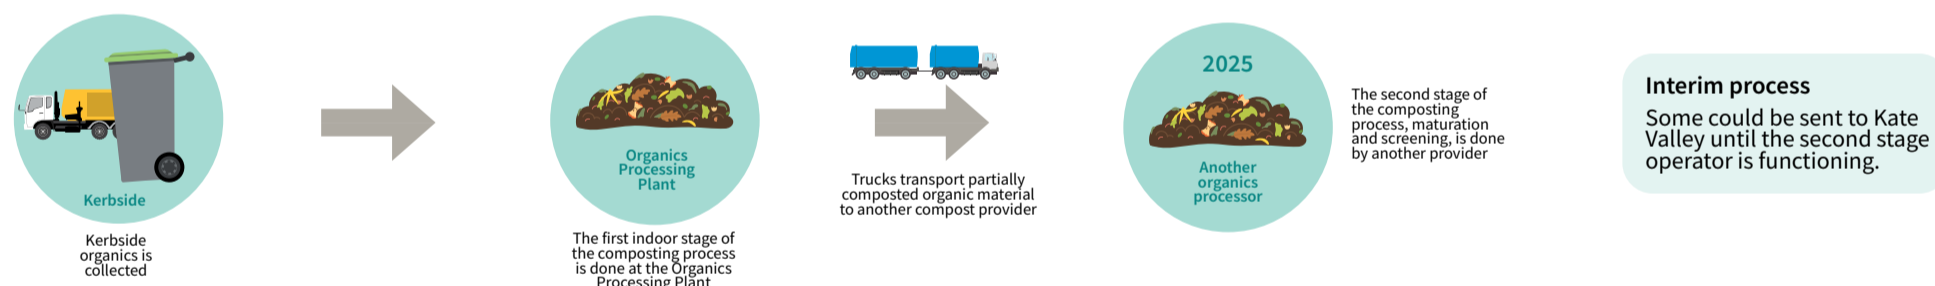 Kerbside
Kerbside
organics is
collected
Organics
Processing
Plant
The first indoor stage of
the composting process
is done at the Organics
Processing Plant
Trucks transport partially
composted organic material
to another compost provider
2025
Another
organics
processor
The second stage of
the composting
process, maturation
and screening, is done
by another provider
Interim process
Some could be sent to Kate
Valley until the second stage
operator is functioning.